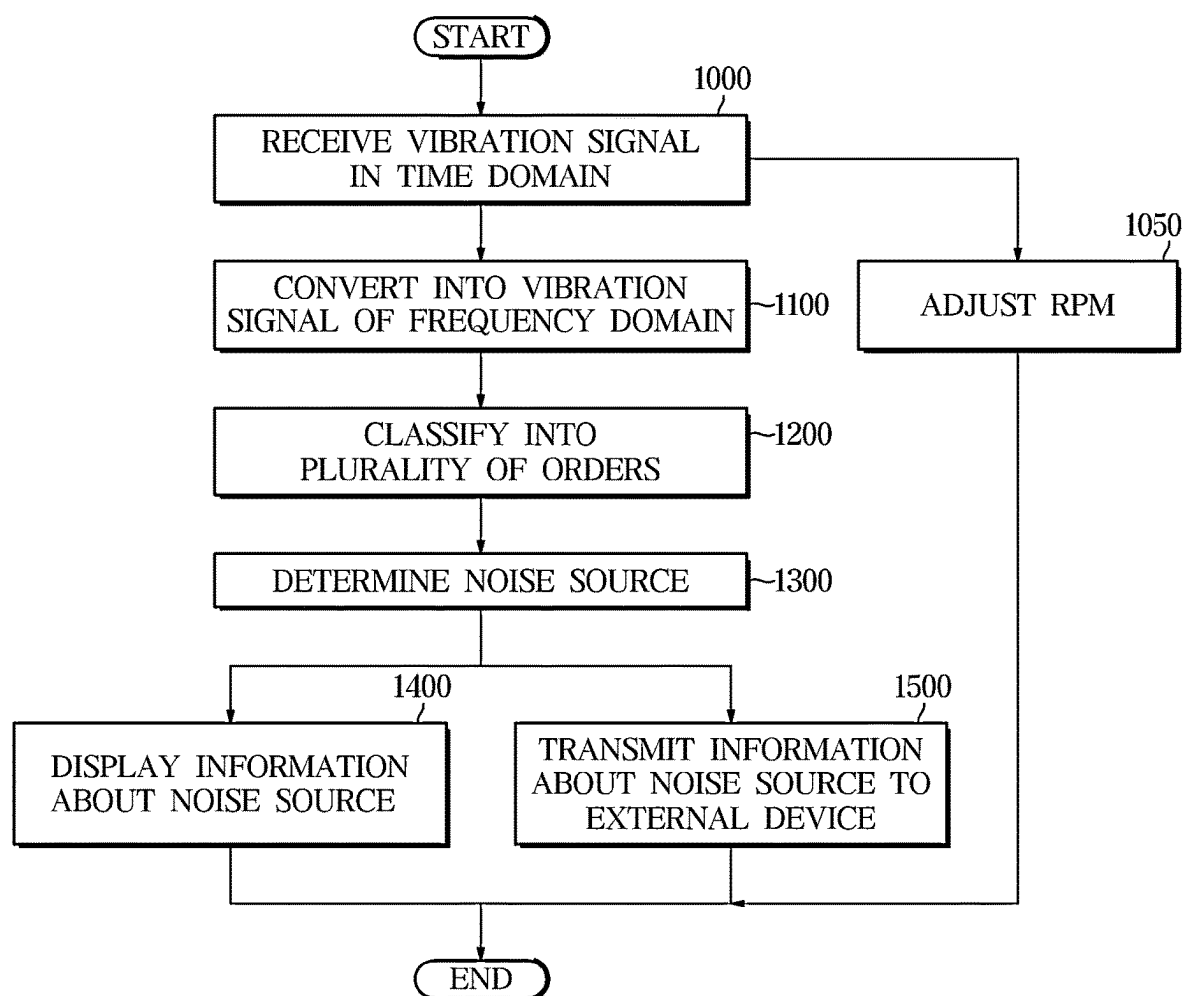 START
1000
RECEIVE VIBRATION SIGNAL
IN TIME DOMAIN
1050
CONVERT INTO VIBRATION
SIGNAL OF FREQUENCY DOMAIN
1100
ADJUST RPM
CLASSIFY INTO
PLURALITY OF ORDERS
1200
DETERMINE NOISE SOURCE
1300
1400
DISPLAY INFORMATION
ABOUT NOISE SOURCE
1500
TRANSMIT INFORMATION
ABOUT NOISE SOURCE TO
EXTERNAL DEVICE
END